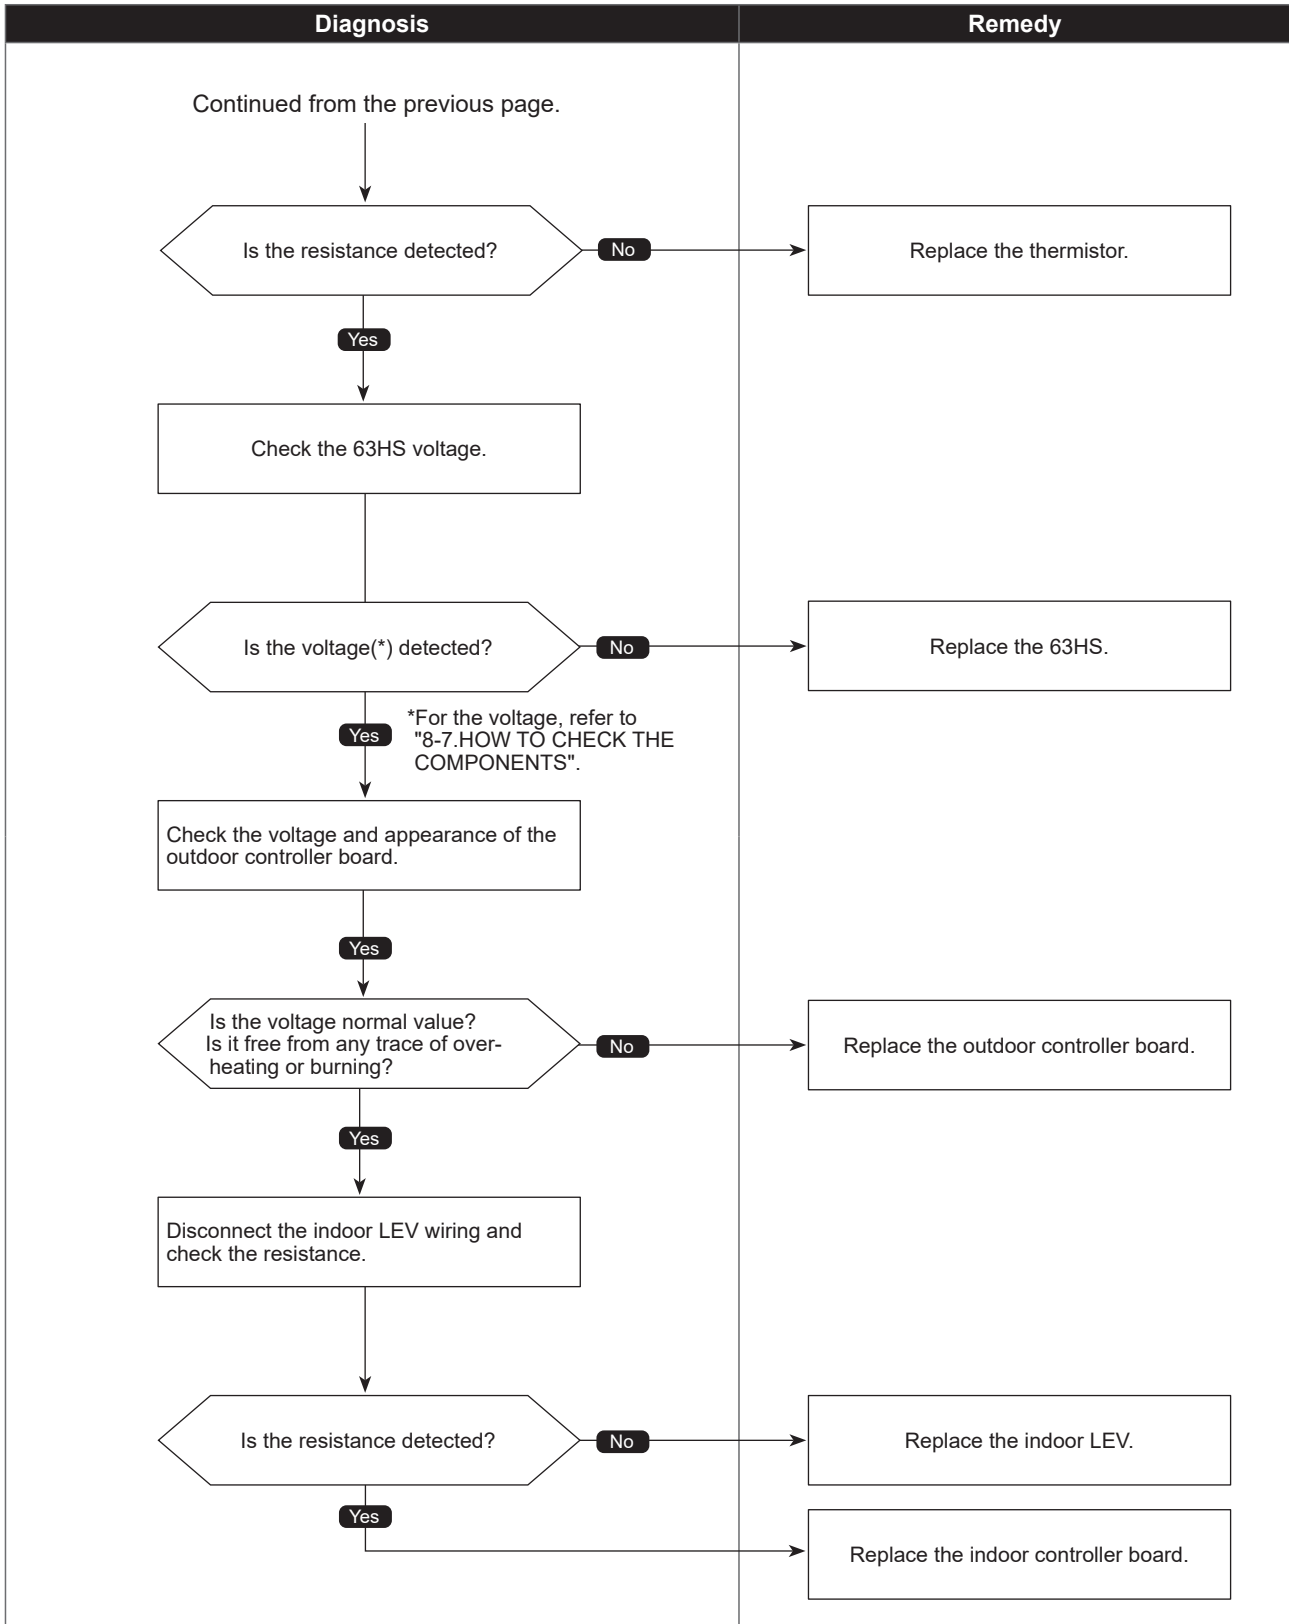 Diagnosis
Remedy
Continued from the previous page.
Is the resistance detected?
No
Replace the thermistor.
Yes
Check the 63HS voltage.
Is the voltage(*) detected?
No
Replace the 63HS.
Yes
*For the voltage, refer to
"8-7.HOW TO CHECK THE
COMPONENTS".
Check the voltage and appearance of the
outdoor controller board.
Yes
Is the voltage normal value?
Is it free from any trace of over-
heating or burning?
No
Replace the outdoor controller board.
Yes
Disconnect the indoor LEV wiring and
check the resistance.
Is the resistance detected?
No
Replace the indoor LEV.
Yes
Replace the indoor controller board.